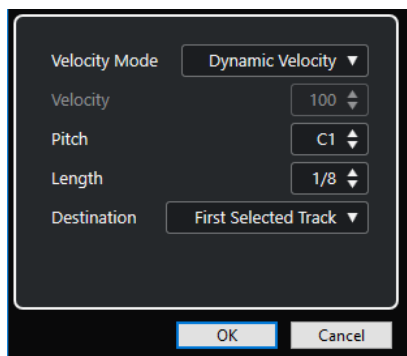 Velocity Mode Dynamic Velocity
Velocity 100
Pitch C1
Length 1/8
Destination First Selected Track
OK Cancel